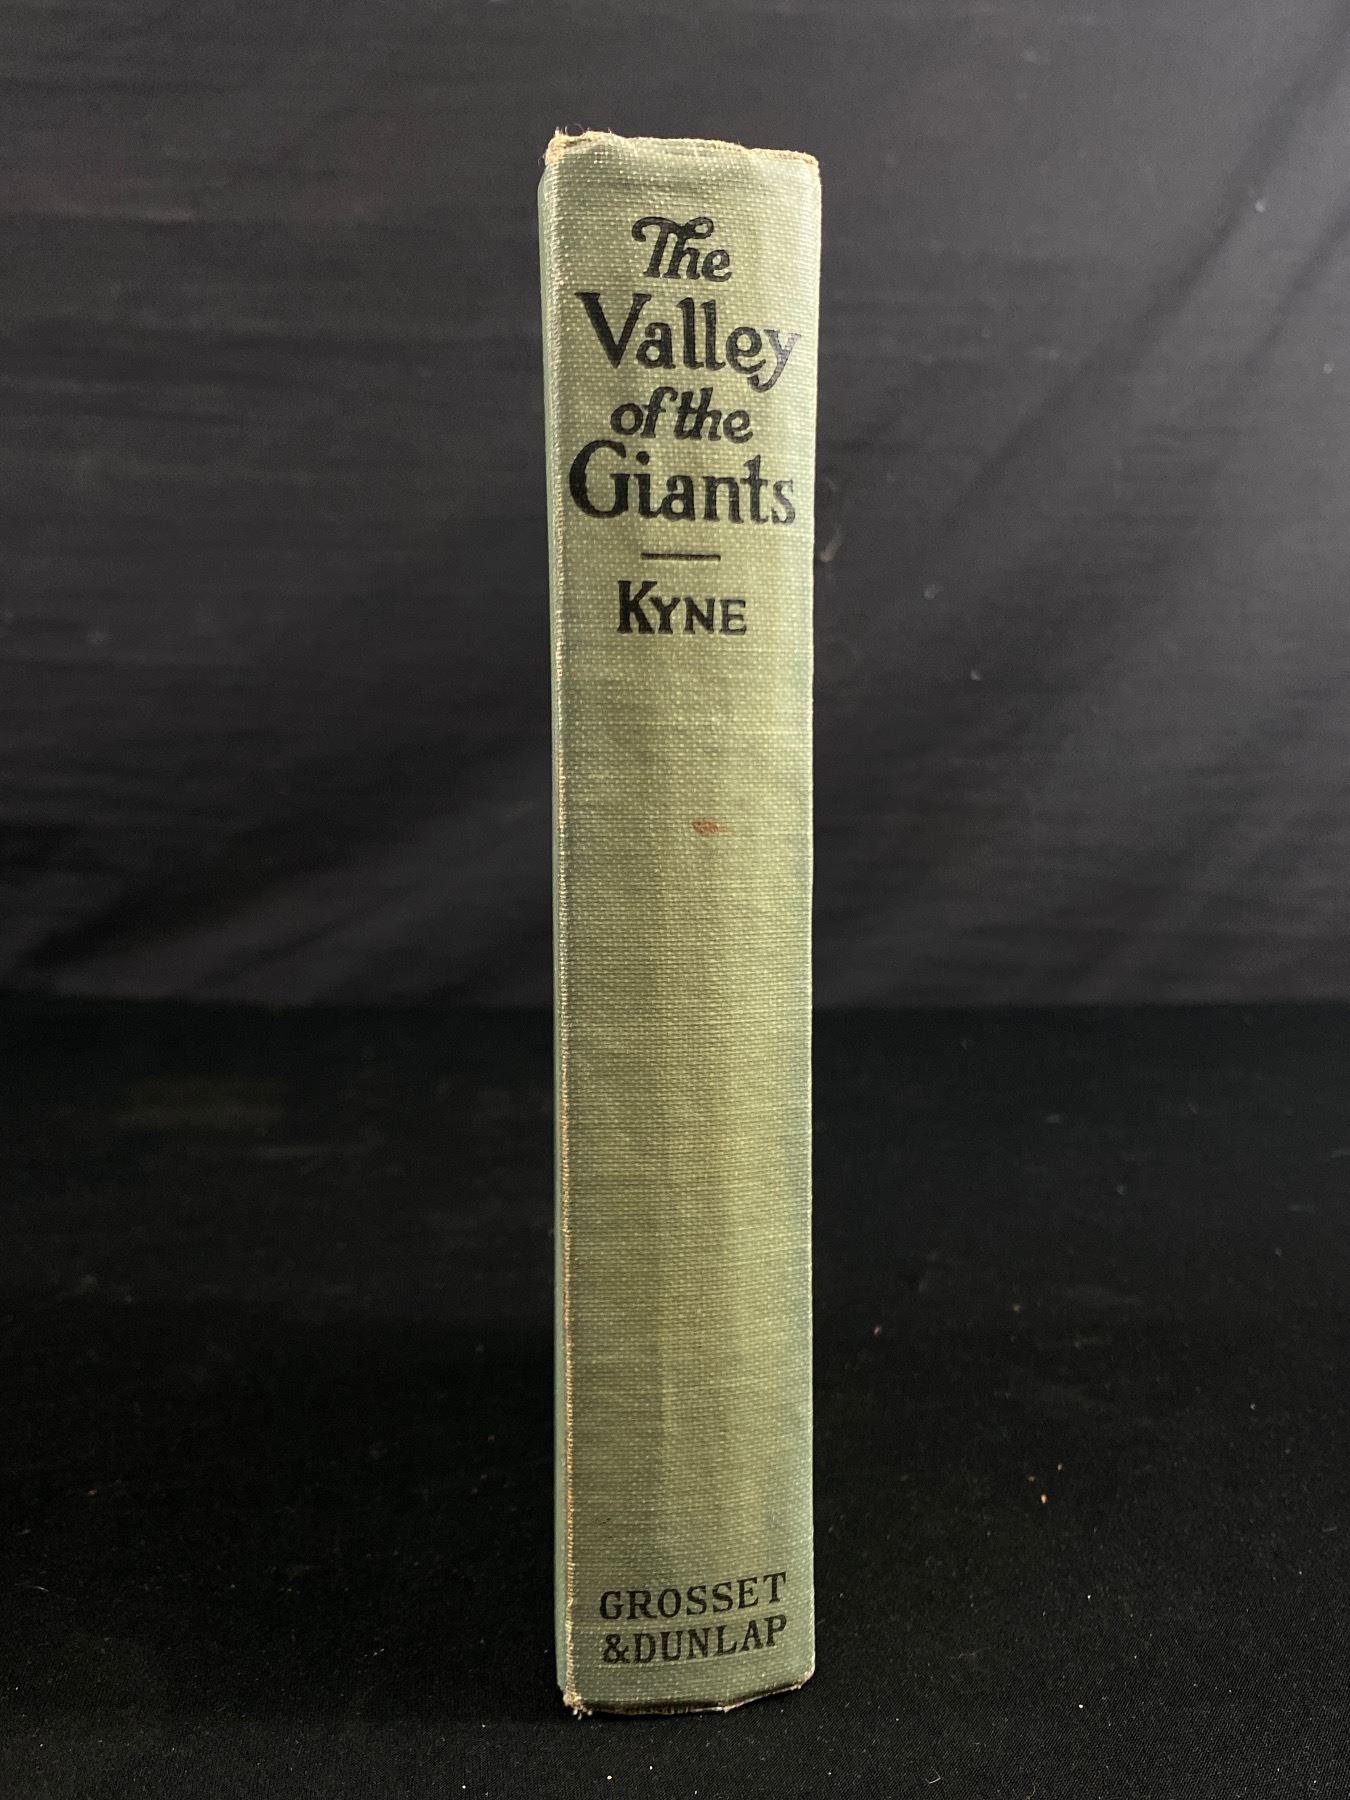 The
Valley
of the
Giants
KYNE
GROSSET
& DUNLAP